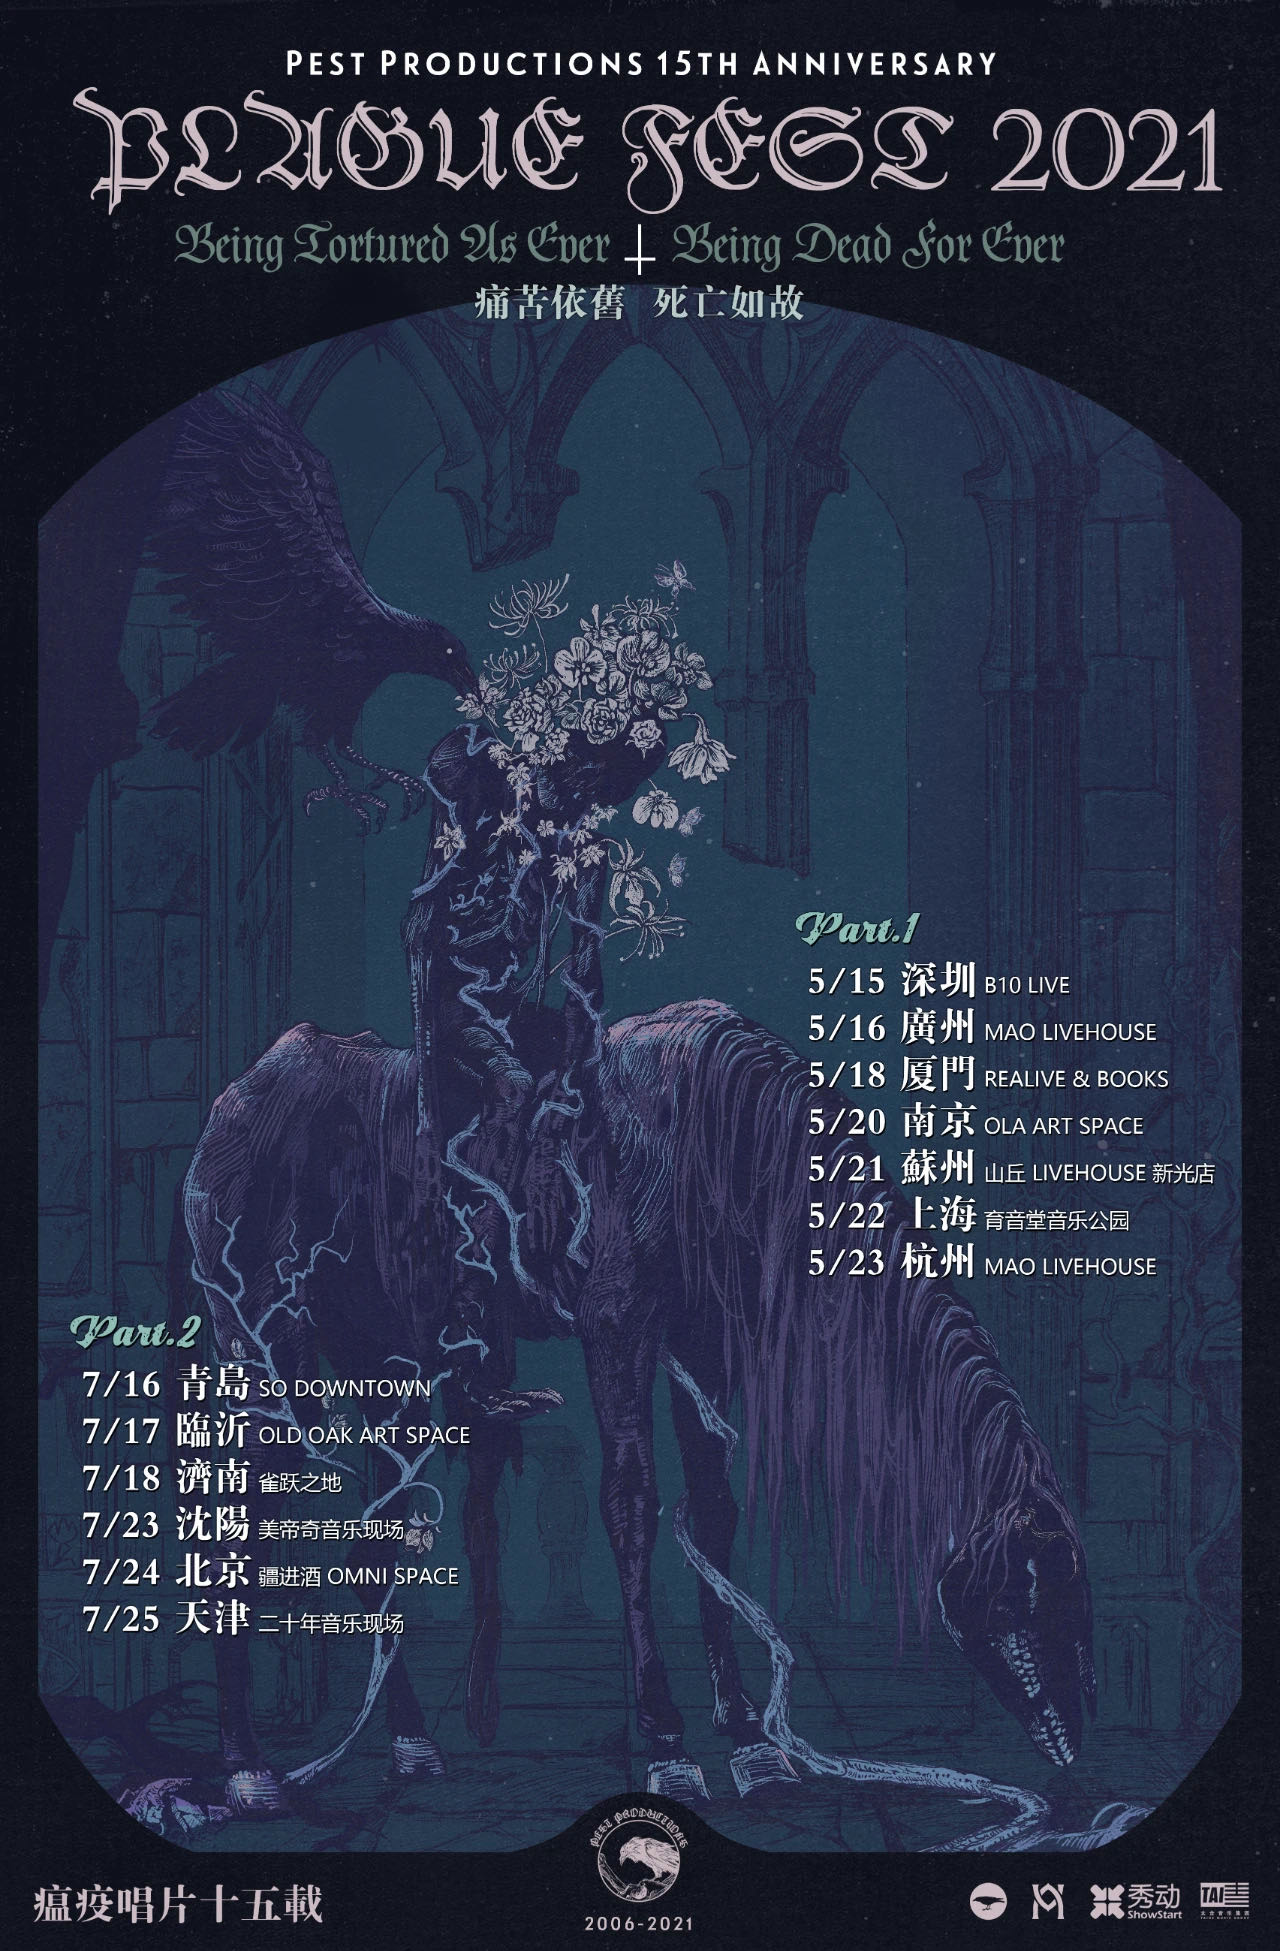 PEST PRODUCTIONS 15TH ANNIVERSARY
PLAGUE FEST 2021
Being Tortured As Ever Being Dead For Ever
痛苦依舊 死亡如故
Part.1
5/15 深圳 B10 LIVE
5/16 廣州 MAO LIVEHOUSE
5/18 厦門 REALIVE & BOOKS
5/20 南京 OLA ART SPACE
5/21 蘇州 山丘 LIVEHOUSE 新光店
5/22 上海 育音堂音乐公园
5/23 杭州 MAO LIVEHOUSE
Part.2
7/16 青島 SO DOWNTOWN
7/17 臨沂 OLD OAK ART SPACE
7/18 濟南 雀跃之地
7/23 沈陽 美帝奇音乐现场
7/24 北京 疆进酒 OMNI SPACE
7/25 天津 二十年音乐现场
PEST PRODUCTIONS
2006-2021
瘟疫唱片十五載
秀动
ShowStart
TAI